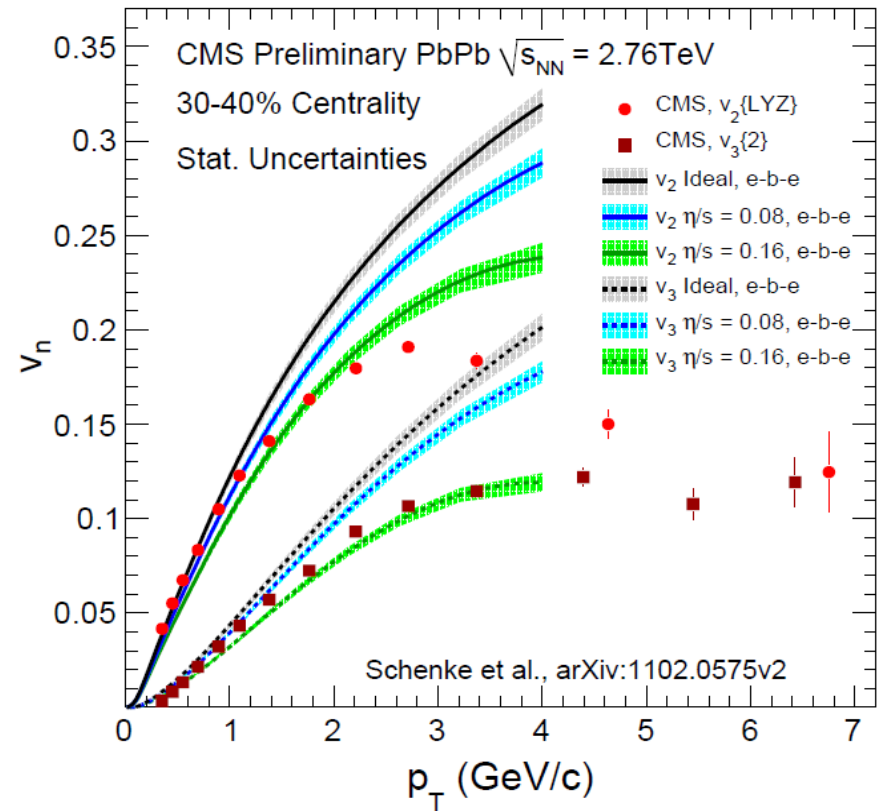 CMS Preliminary PbPb √s_NN = 2.76TeV
30-40% Centrality
Stat. Uncertainties
CMS, v₂{LYZ}
CMS, v₃{2}
v₂ Ideal, e-b-e
v₂ η/s = 0.08, e-b-e
v₂ η/s = 0.16, e-b-e
v₃ Ideal, e-b-e
v₃ η/s = 0.08, e-b-e
v₃ η/s = 0.16, e-b-e
Schenke et al., arXiv:1102.0575v2
vₙ
0.35
0.3
0.25
0.2
0.15
0.1
0.05
0 1 2 3 4 5 6 7
p_T (GeV/c)